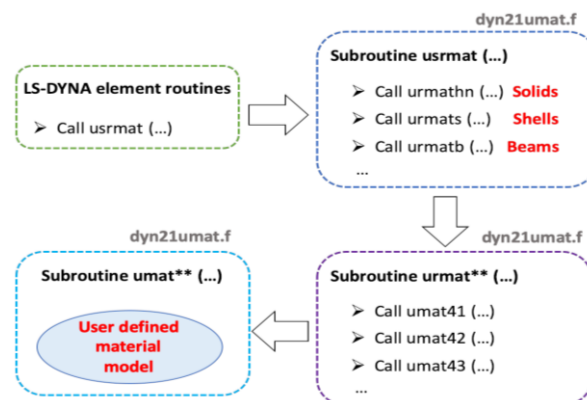 dyn21umat.f
LS-DYNA element routines
➢ Call usrmat (...)
Subroutine usrmat (...)
➢ Call urmathn (...) Solids
➢ Call urmats (...) Shells
➢ Call urmatb (...) Beams
...
dyn21umat.f
Subroutine umat** (...)
User defined
material
model
dyn21umat.f
Subroutine urmat** (...)
➢ Call umat41 (...)
➢ Call umat42 (...)
➢ Call umat43 (...)
...